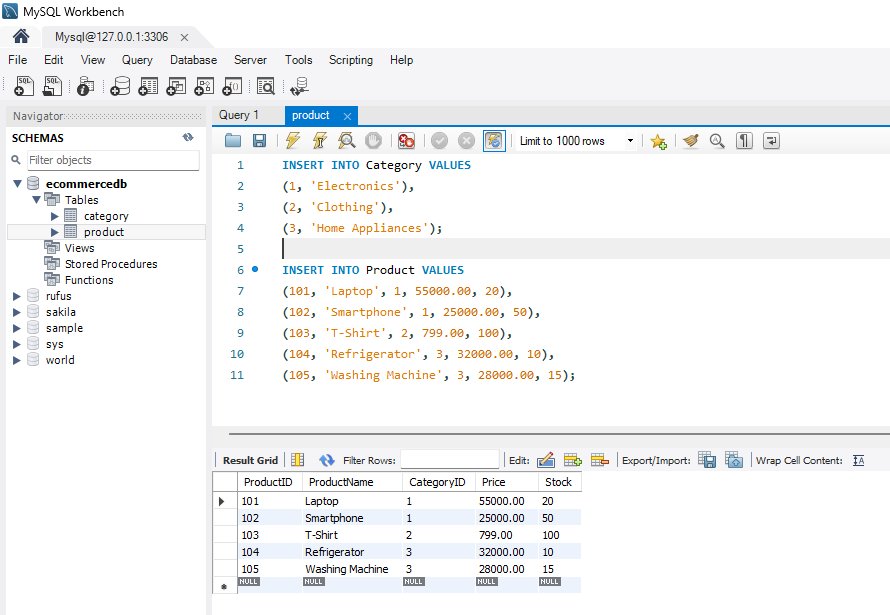 MySQL Workbench
Mysql@127.0.0.1:3306
File Edit View Query Database Server Tools Scripting Help
Navigator
SCHEMAS
Filter objects
ecommercedb
Tables
category
product
Views
Stored Procedures
Functions
rufus
sakila
sample
sys
world
Query 1 product
Limit to 1000 rows
1 INSERT INTO Category VALUES
2 (1, 'Electronics'),
3 (2, 'Clothing'),
4 (3, 'Home Appliances');
5
6 INSERT INTO Product VALUES
7 (101, 'Laptop', 1, 55000.00, 20),
8 (102, 'Smartphone', 1, 25000.00, 50),
9 (103, 'T-Shirt', 2, 799.00, 100),
10 (104, 'Refrigerator', 3, 32000.00, 10),
11 (105, 'Washing Machine', 3, 28000.00, 15);
Result Grid Filter Rows: Edit: Export/Import: Wrap Cell Content:
ProductID ProductName CategoryID Price Stock
101 Laptop 1 55000.00 20
102 Smartphone 1 25000.00 50
103 T-Shirt 2 799.00 100
104 Refrigerator 3 32000.00 10
105 Washing Machine 3 28000.00 15
NULL NULL NULL NULL NULL